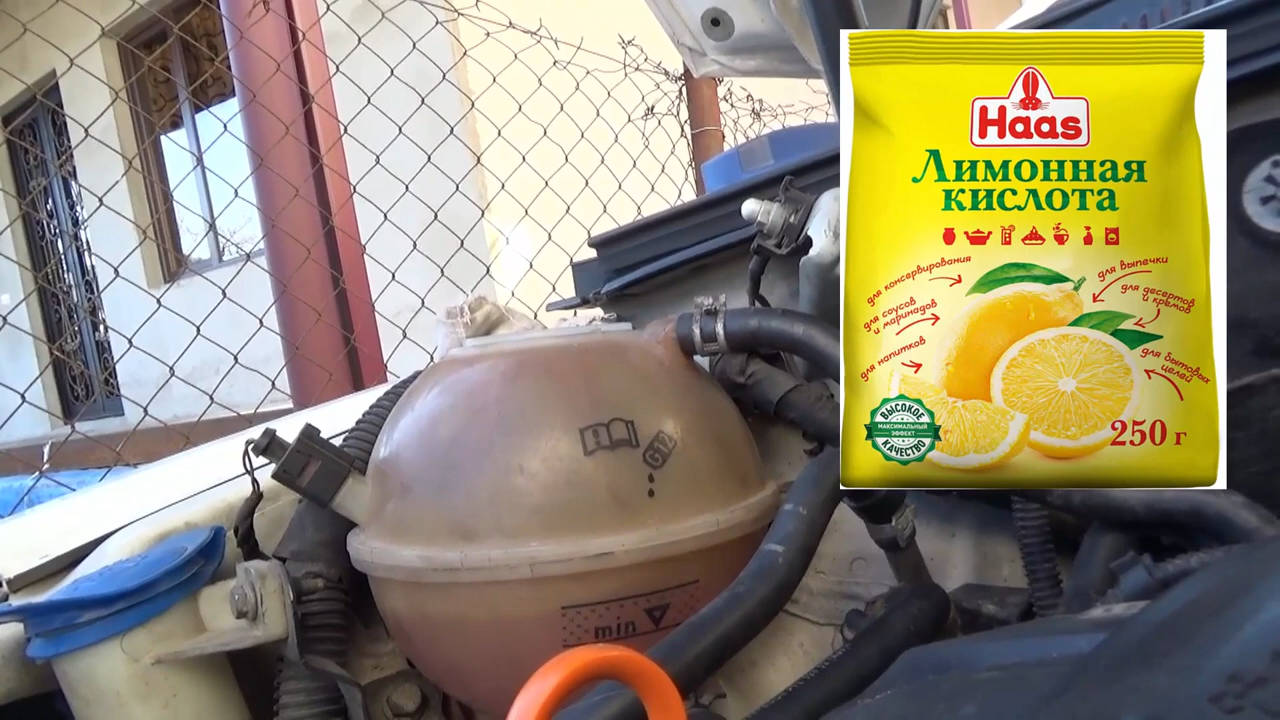 Haas
Лимонная
кислота
для консервирования
для соусов
и маринадов
для напитков
для выпечки
для десертов
и кремов
для бытовых
целей
ВЫСОКОЕ
МАКСИМАЛЬНЫЙ
ЭФФЕКТ
КАЧЕСТВО
250 г
G12
min